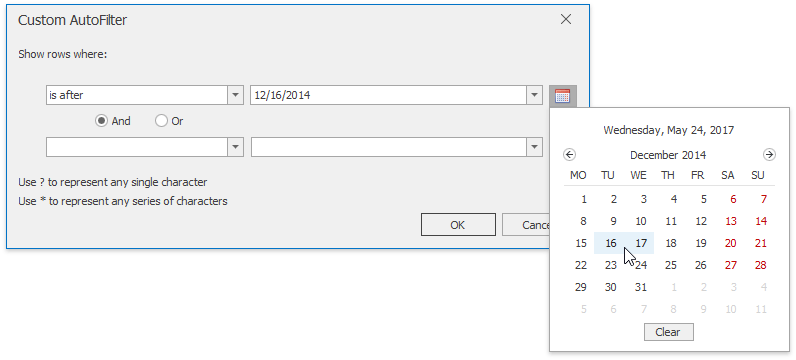 Custom AutoFilter
Show rows where:
is after 12/16/2014
And Or
Use ? to represent any single character
Use * to represent any series of characters
OK Cance
Wednesday, May 24, 2017
December 2014
MO TU WE TH FR SA SU
1 2 3 4 5 6 7
8 9 10 11 12 13 14
15 16 17 18 19 20 21
22 23 24 25 26 27 28
29 30 31 1 2 3 4
5 6 7 8 9 10 11
Clear